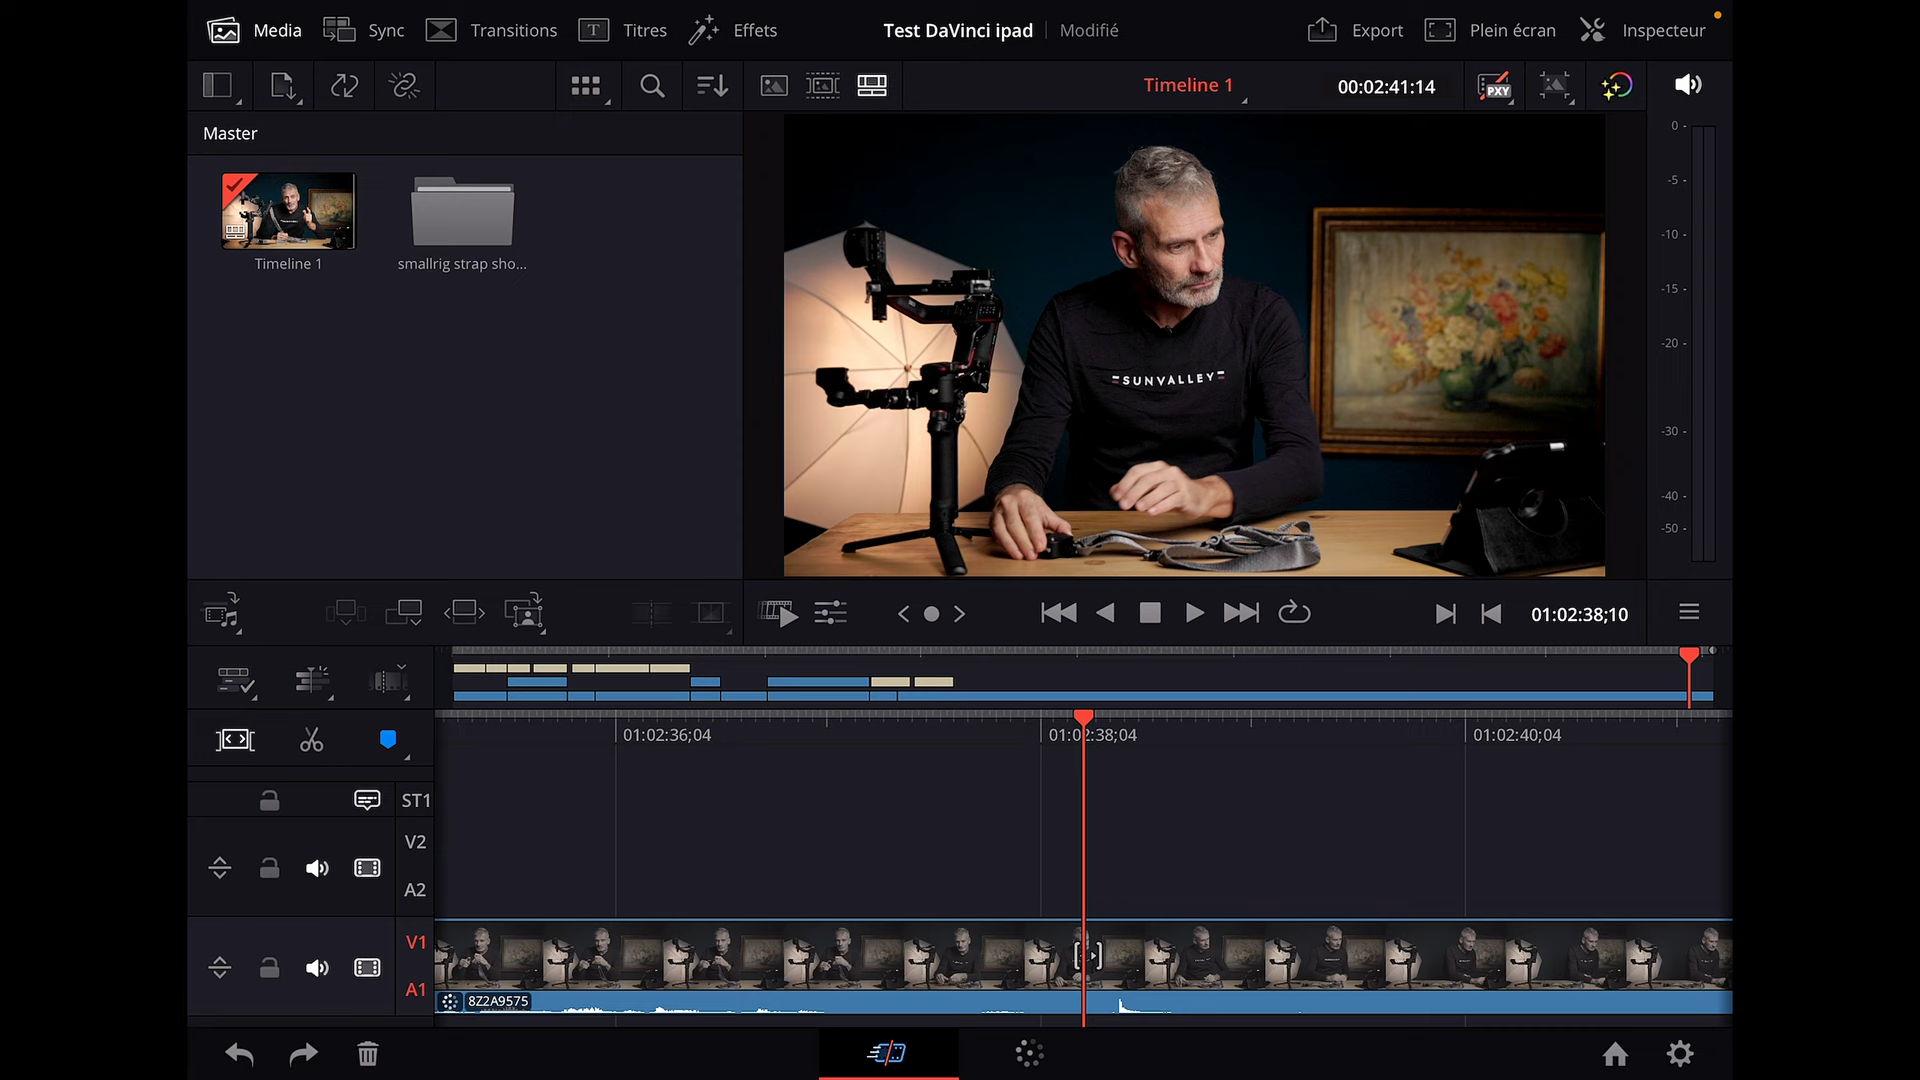 Media Sync Transitions T Titres Effets Test DaVinci ipad Modifié Export Plein écran Inspecteur
Timeline 1 00:02:41:14 PXY
Master
Timeline 1 smallrig strap sho...
SUNVALLEY
0
-5
-10
-15
-20
-30
-40
-50
01:02:38;10
01:02:36;04 01:02:38;04 01:02:40;04
ST1
V2
A2
V1
A1
8Z2A9575